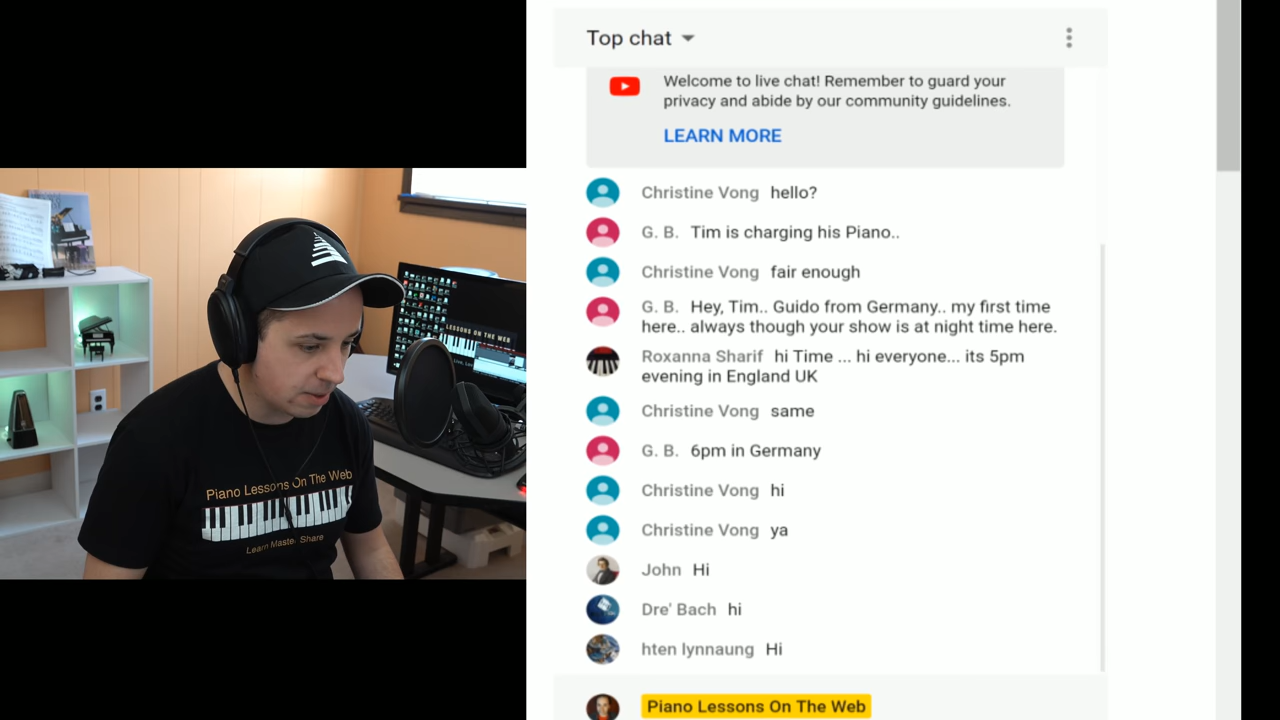 Top chat
Welcome to live chat! Remember to guard your
privacy and abide by our community guidelines.
LEARN MORE
Christine Vong hello?
G. B. Tim is charging his Piano..
Christine Vong fair enough
G. B. Hey, Tim.. Guido from Germany.. my first time
here.. always though your show is at night time here.
Roxanna Sharif hi Time ... hi everyone... its 5pm
evening in England UK
Christine Vong same
G. B. 6pm in Germany
Christine Vong hi
Christine Vong ya
John Hi
Dre' Bach hi
hten lynnaung Hi
Piano Lessons On The Web
LESSONS ON THE WEB
Piano Lessons On The Web
Learn Master Share